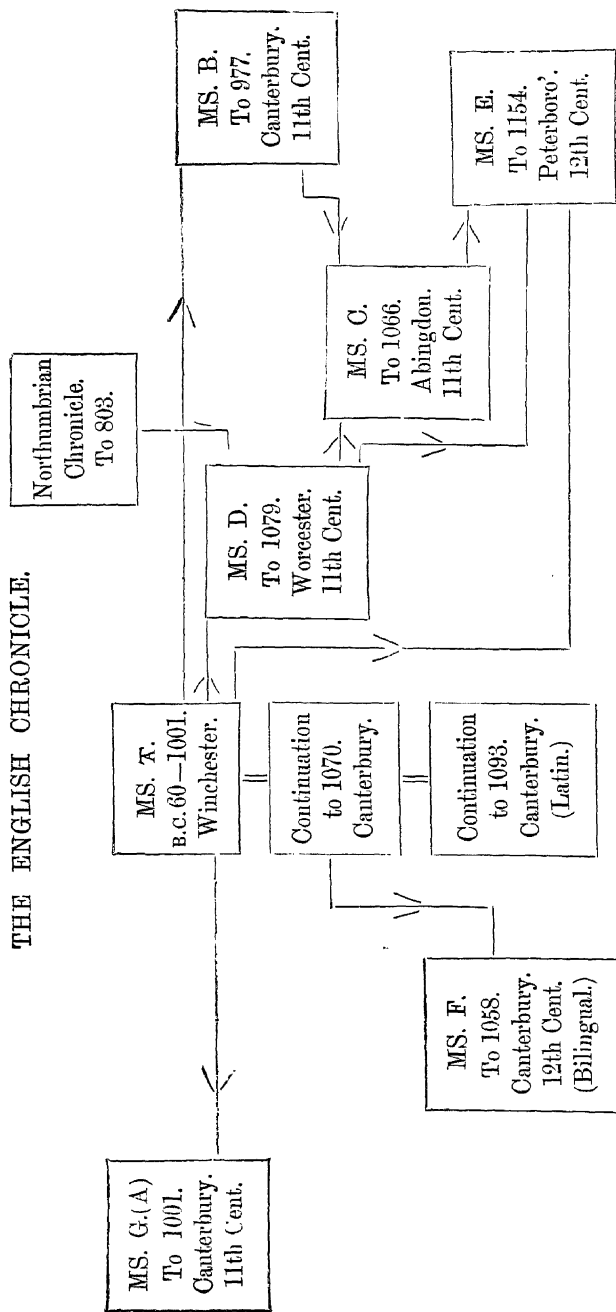 THE ENGLISH CHRONICLE.
Northumbrian
Chronicle.
To 803.
MS. G.(A)
To 1001.
Canterbury.
11th Cent.
MS. A.
B.C. 60–1001.
Winchester.
MS. D.
To 1079.
Worcester.
11th Cent.
MS. B.
To 977.
Canterbury.
11th Cent.
Continuation
to 1070.
Canterbury.
MS. C.
To 1066.
Abingdon.
11th Cent.
MS. F.
To 1058.
Canterbury.
12th Cent.
(Bilingual.)
Continuation
to 1093.
Canterbury.
(Latin.)
MS. E.
To 1154.
Peterboro'.
12th Cent.